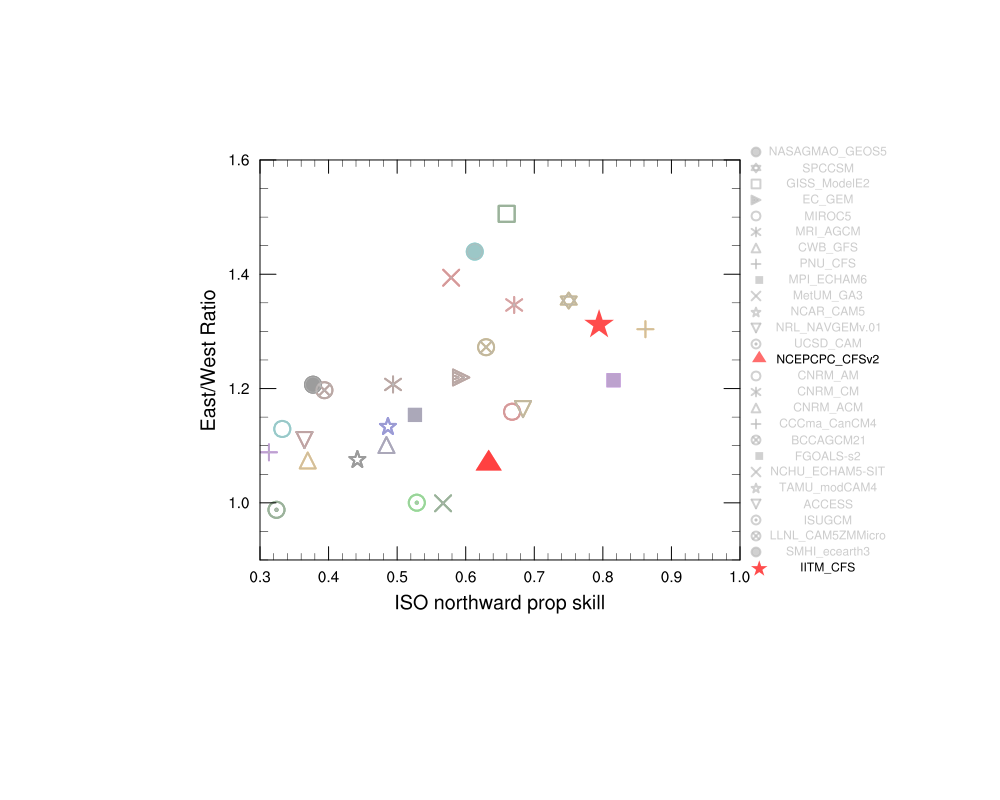 1.6
1.4
1.2
1.0
East/West Ratio
0.3 0.4 0.5 0.6 0.7 0.8 0.9 1.0
ISO northward prop skill
NASAGMAO_GEOS5
SPCCSM
GISS_ModelE2
EC_GEM
MIROC5
MRI_AGCM
CWB_GFS
PNU_CFS
MPI_ECHAM6
MetUM_GA3
NCAR_CAM5
NRL_NAVGEMv.01
UCSD_CAM
NCEPCPC_CFSv2
CNRM_AM
CNRM_CM
CNRM_ACM
CCCma_CanCM4
BCCAGCM21
FGOALS-s2
NCHU_ECHAM5-SIT
TAMU_modCAM4
ACCESS
ISUGCM
LLNL_CAM5ZMMicro
SMHI_ecearth3
IITM_CFS